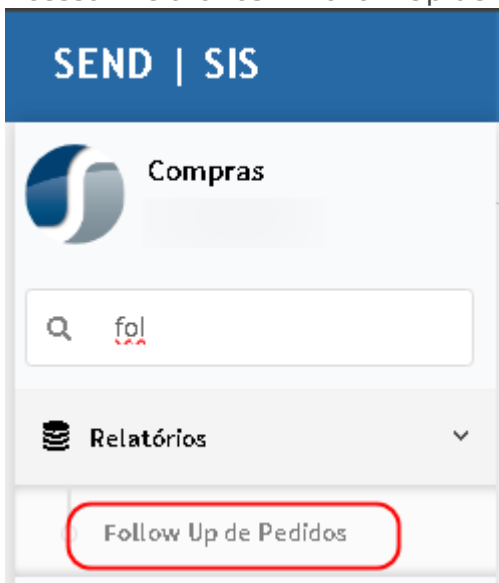 SEND | SIS
Compras
fol
Relatórios
Follow Up de Pedidos